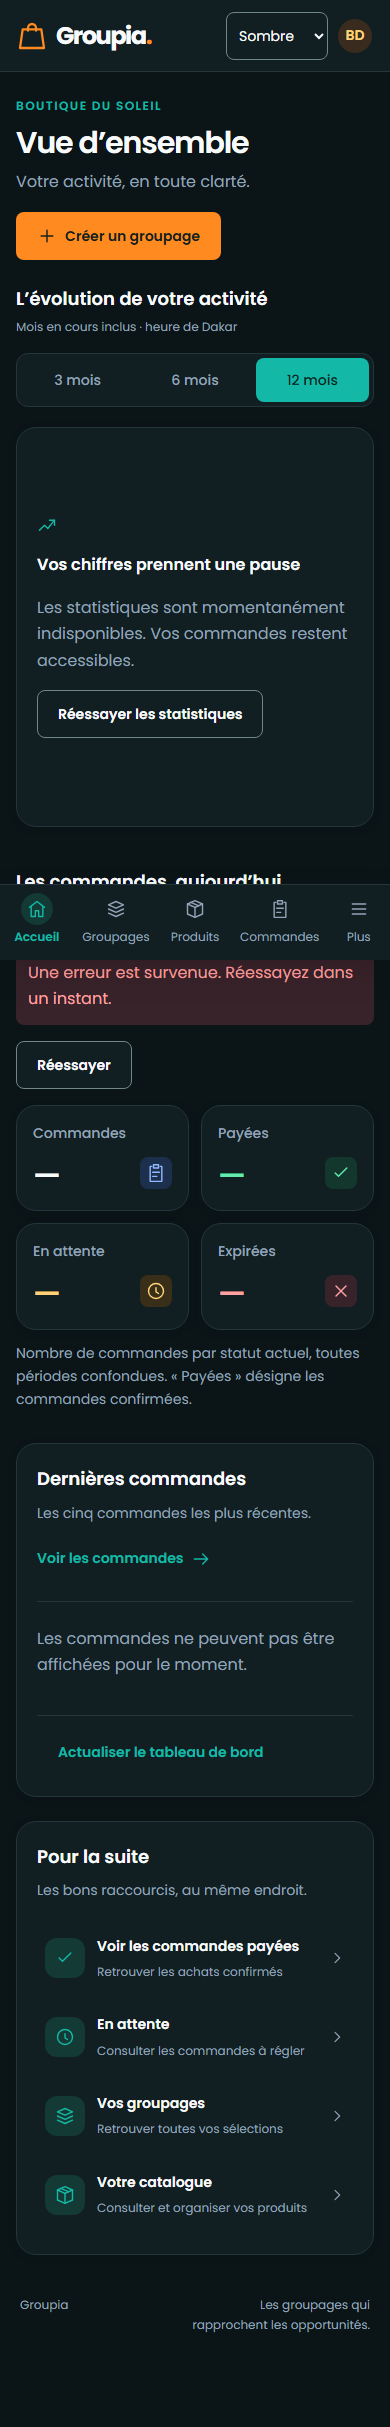 Groupia.
Sombre
BD
BOUTIQUE DU SOLEIL
Vue d’ensemble
Votre activité, en toute clarté.
Créer un groupage
L’évolution de votre activité
Mois en cours inclus · heure de Dakar
3 mois
6 mois
12 mois
Vos chiffres prennent une pause
Les statistiques sont momentanément
indisponibles. Vos commandes restent
accessibles.
Réessayer les statistiques
Les commandes, aujourd’hui
Accueil
Groupages
Produits
Commandes
Plus
Une erreur est survenue. Réessayez dans
un instant.
Réessayer
Commandes
—
Payées
—
En attente
—
Expirées
—
Nombre de commandes par statut actuel, toutes
périodes confondues. « Payées » désigne les
commandes confirmées.
Dernières commandes
Les cinq commandes les plus récentes.
Voir les commandes
Les commandes ne peuvent pas être
affichées pour le moment.
Actualiser le tableau de bord
Pour la suite
Les bons raccourcis, au même endroit.
Voir les commandes payées
Retrouver les achats confirmés
En attente
Consulter les commandes à régler
Vos groupages
Retrouver toutes vos sélections
Votre catalogue
Consulter et organiser vos produits
Groupia
Les groupages qui
rapprochent les opportunités.